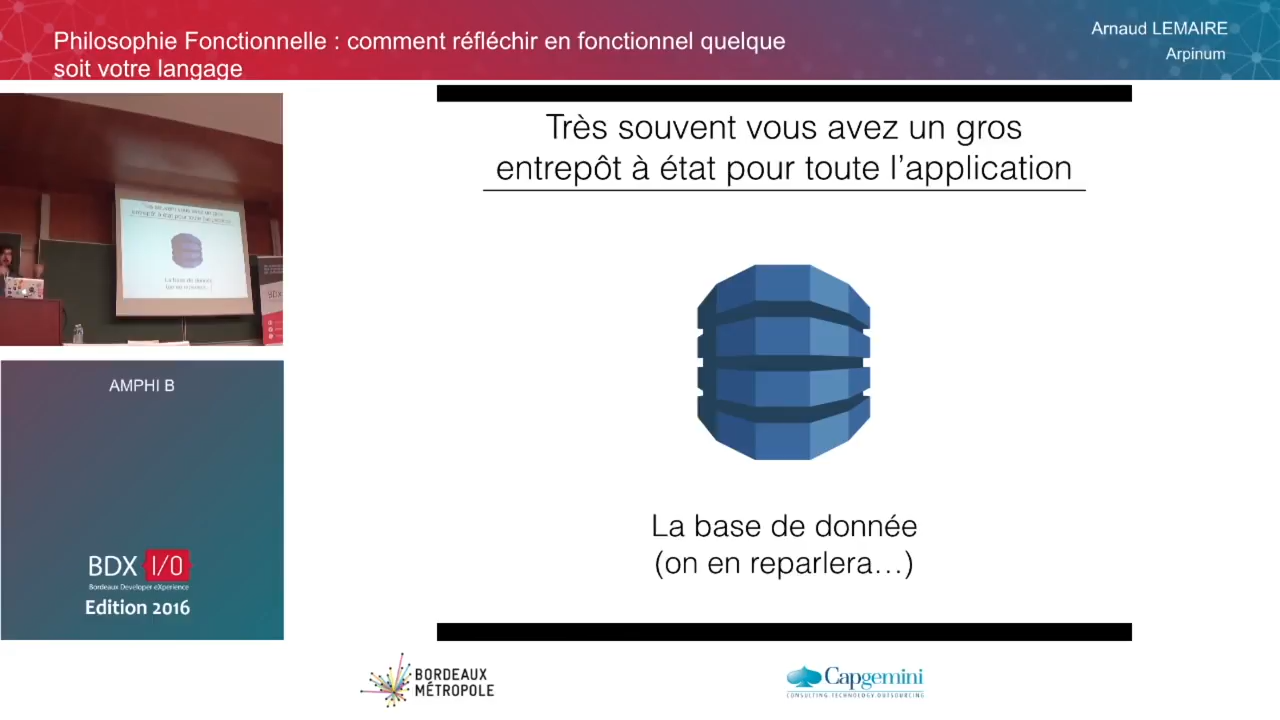 Philosophie Fonctionnelle : comment réfléchir en fonctionnel quelque
soit votre langage
Arnaud LEMAIRE
Arpinum
Très souvent vous avez un gros
entrepôt à état pour toute l'application
La base de donnée
(on en reparlera...)
AMPHI B
BDX I/O
Bordeaux Developer eXperience
Edition 2016
BORDEAUX
MÉTROPOLE
Capgemini
CONSULTING.TECHNOLOGY.OUTSOURCING